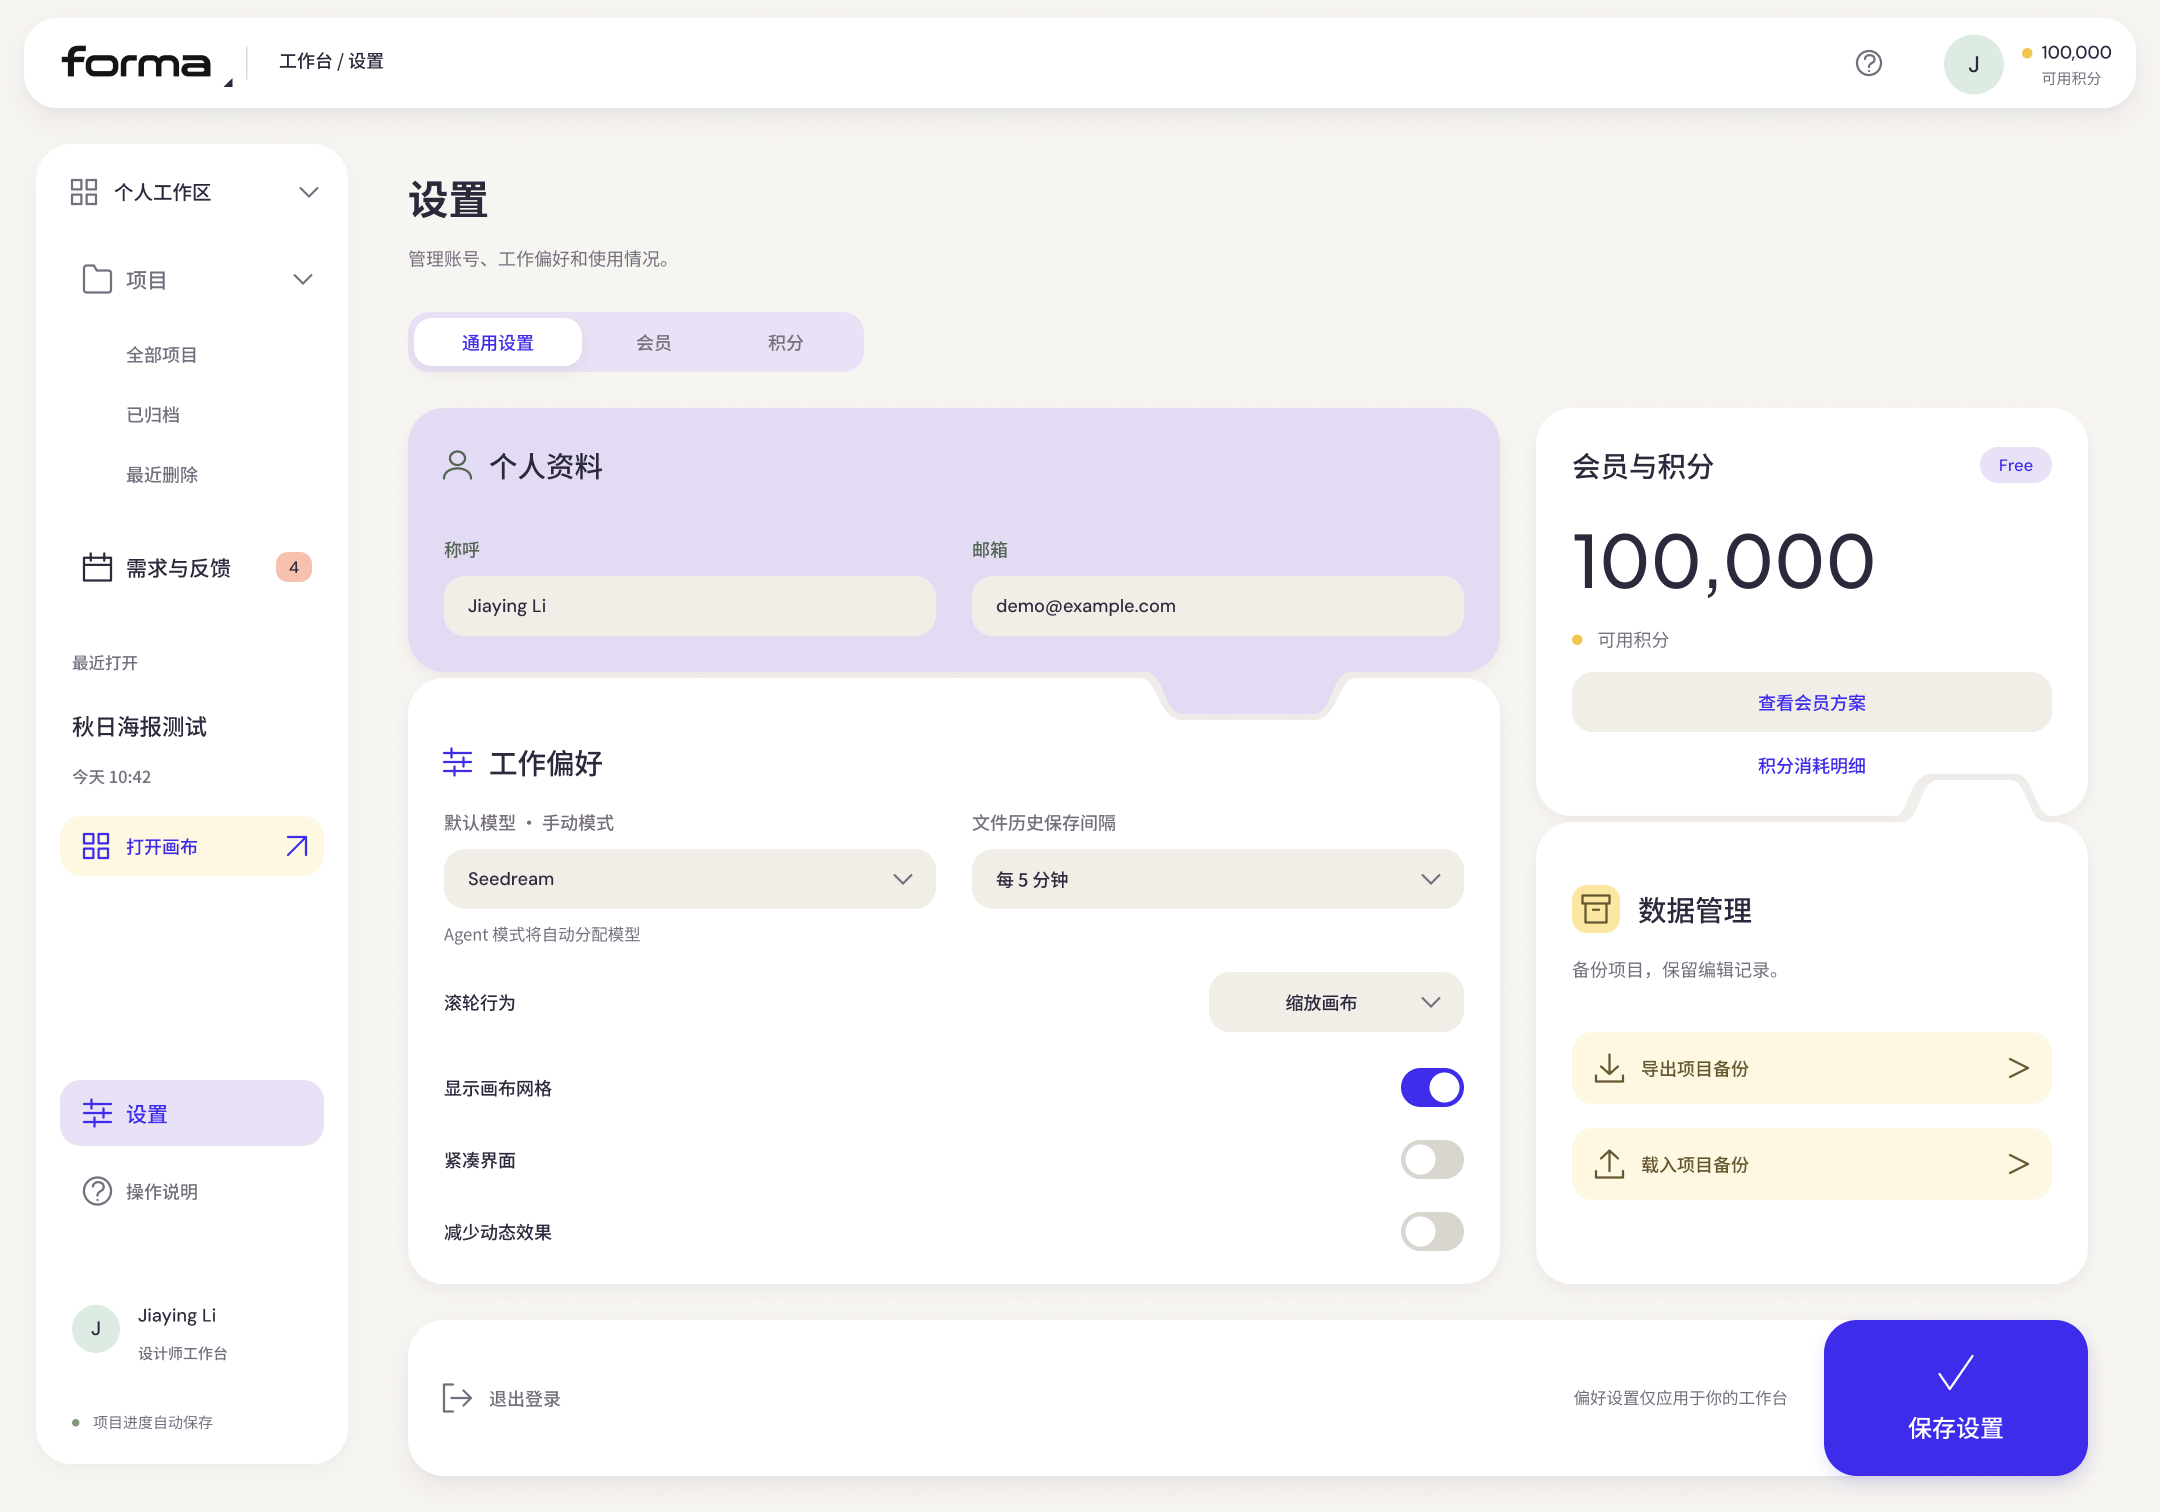 forma
工作台 / 设置
J
100,000
可用积分
个人工作区
项目
全部项目
已归档
最近删除
需求与反馈
4
最近打开
秋日海报测试
今天 10:42
打开画布
设置
操作说明
J
Jiaying Li
设计师工作台
项目进度自动保存
设置
管理账号、工作偏好和使用情况。
通用设置
会员
积分
个人资料
称呼
邮箱
Jiaying Li
demo@example.com
工作偏好
默认模型 · 手动模式
文件历史保存间隔
Seedream
每 5 分钟
Agent 模式将自动分配模型
滚轮行为
缩放画布
显示画布网格
紧凑界面
减少动态效果
会员与积分
Free
100,000
可用积分
查看会员方案
积分消耗明细
数据管理
备份项目，保留编辑记录。
导出项目备份
载入项目备份
退出登录
偏好设置仅应用于你的工作台
保存设置